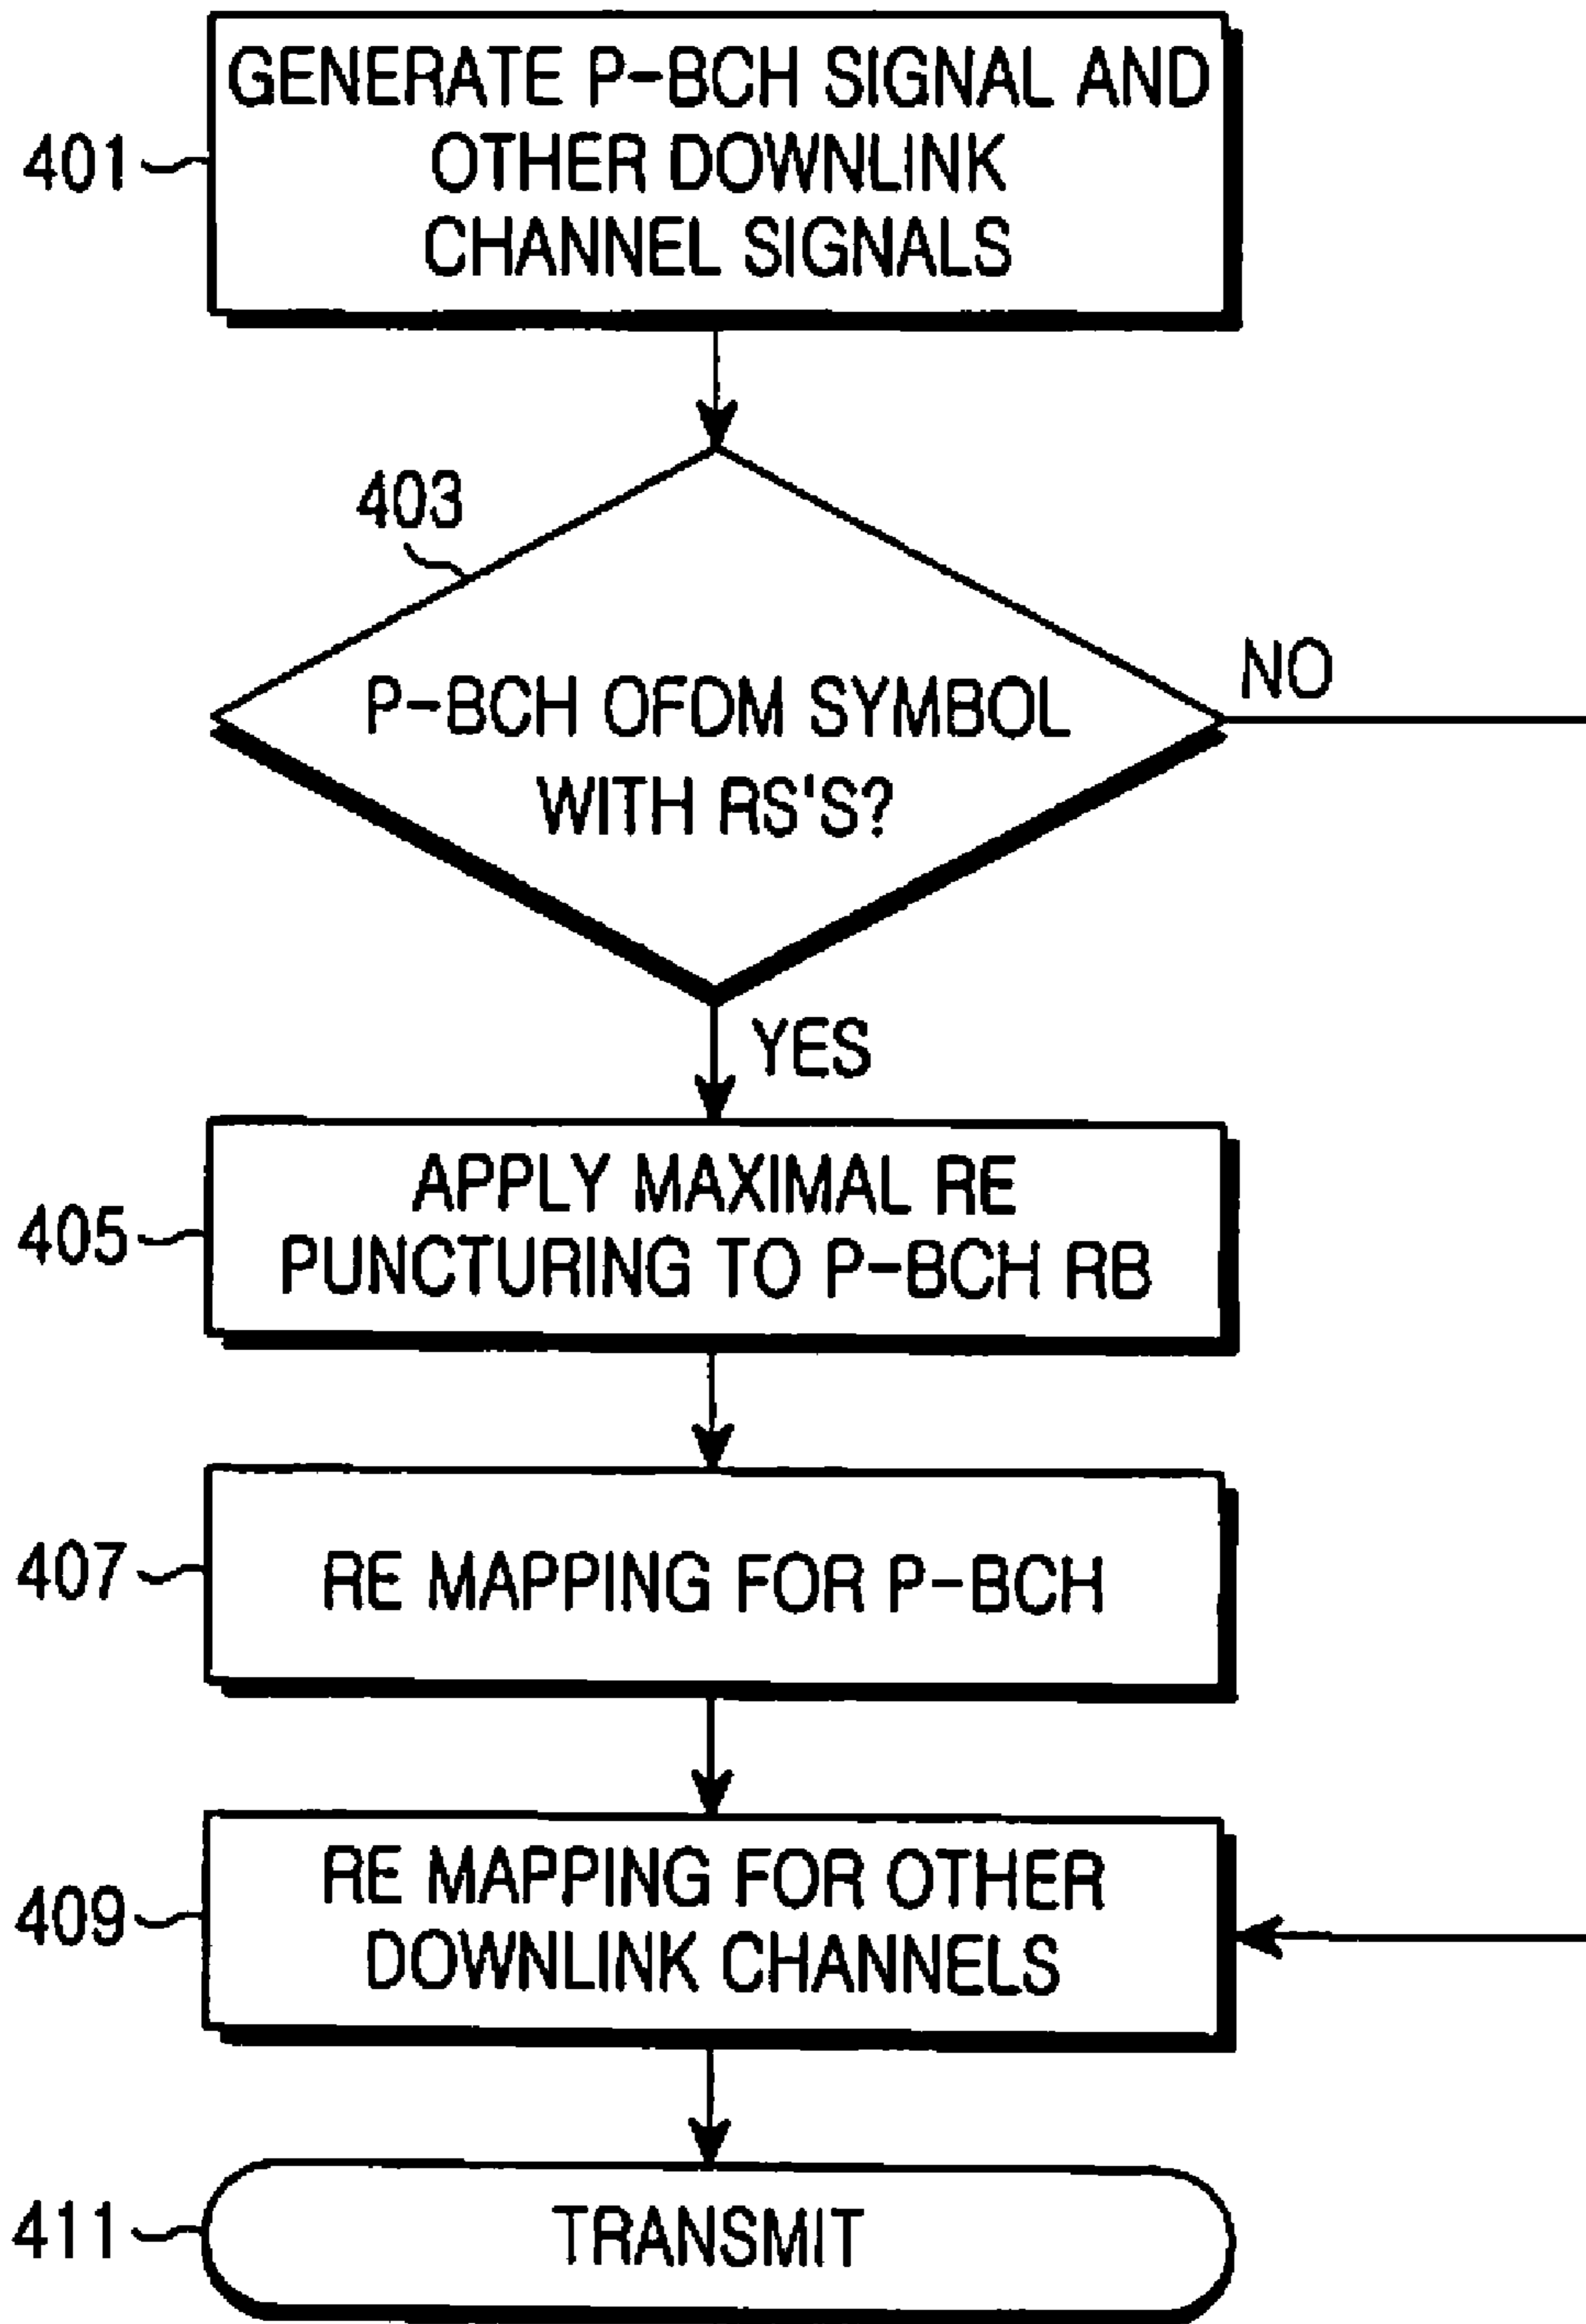 GENERATE P-BCH SIGNAL AND
OTHER DOWNLINK
CHANNEL SIGNALS
401
403
P-BCH OFDM SYMBOL
WITH RS'S?
NO
YES
APPLY MAXIMAL RE
PUNCTURING TO P-BCH RB
405
RE MAPPING FOR P-BCH
407
RE MAPPING FOR OTHER
DOWNLINK CHANNELS
409
TRANSMIT
411